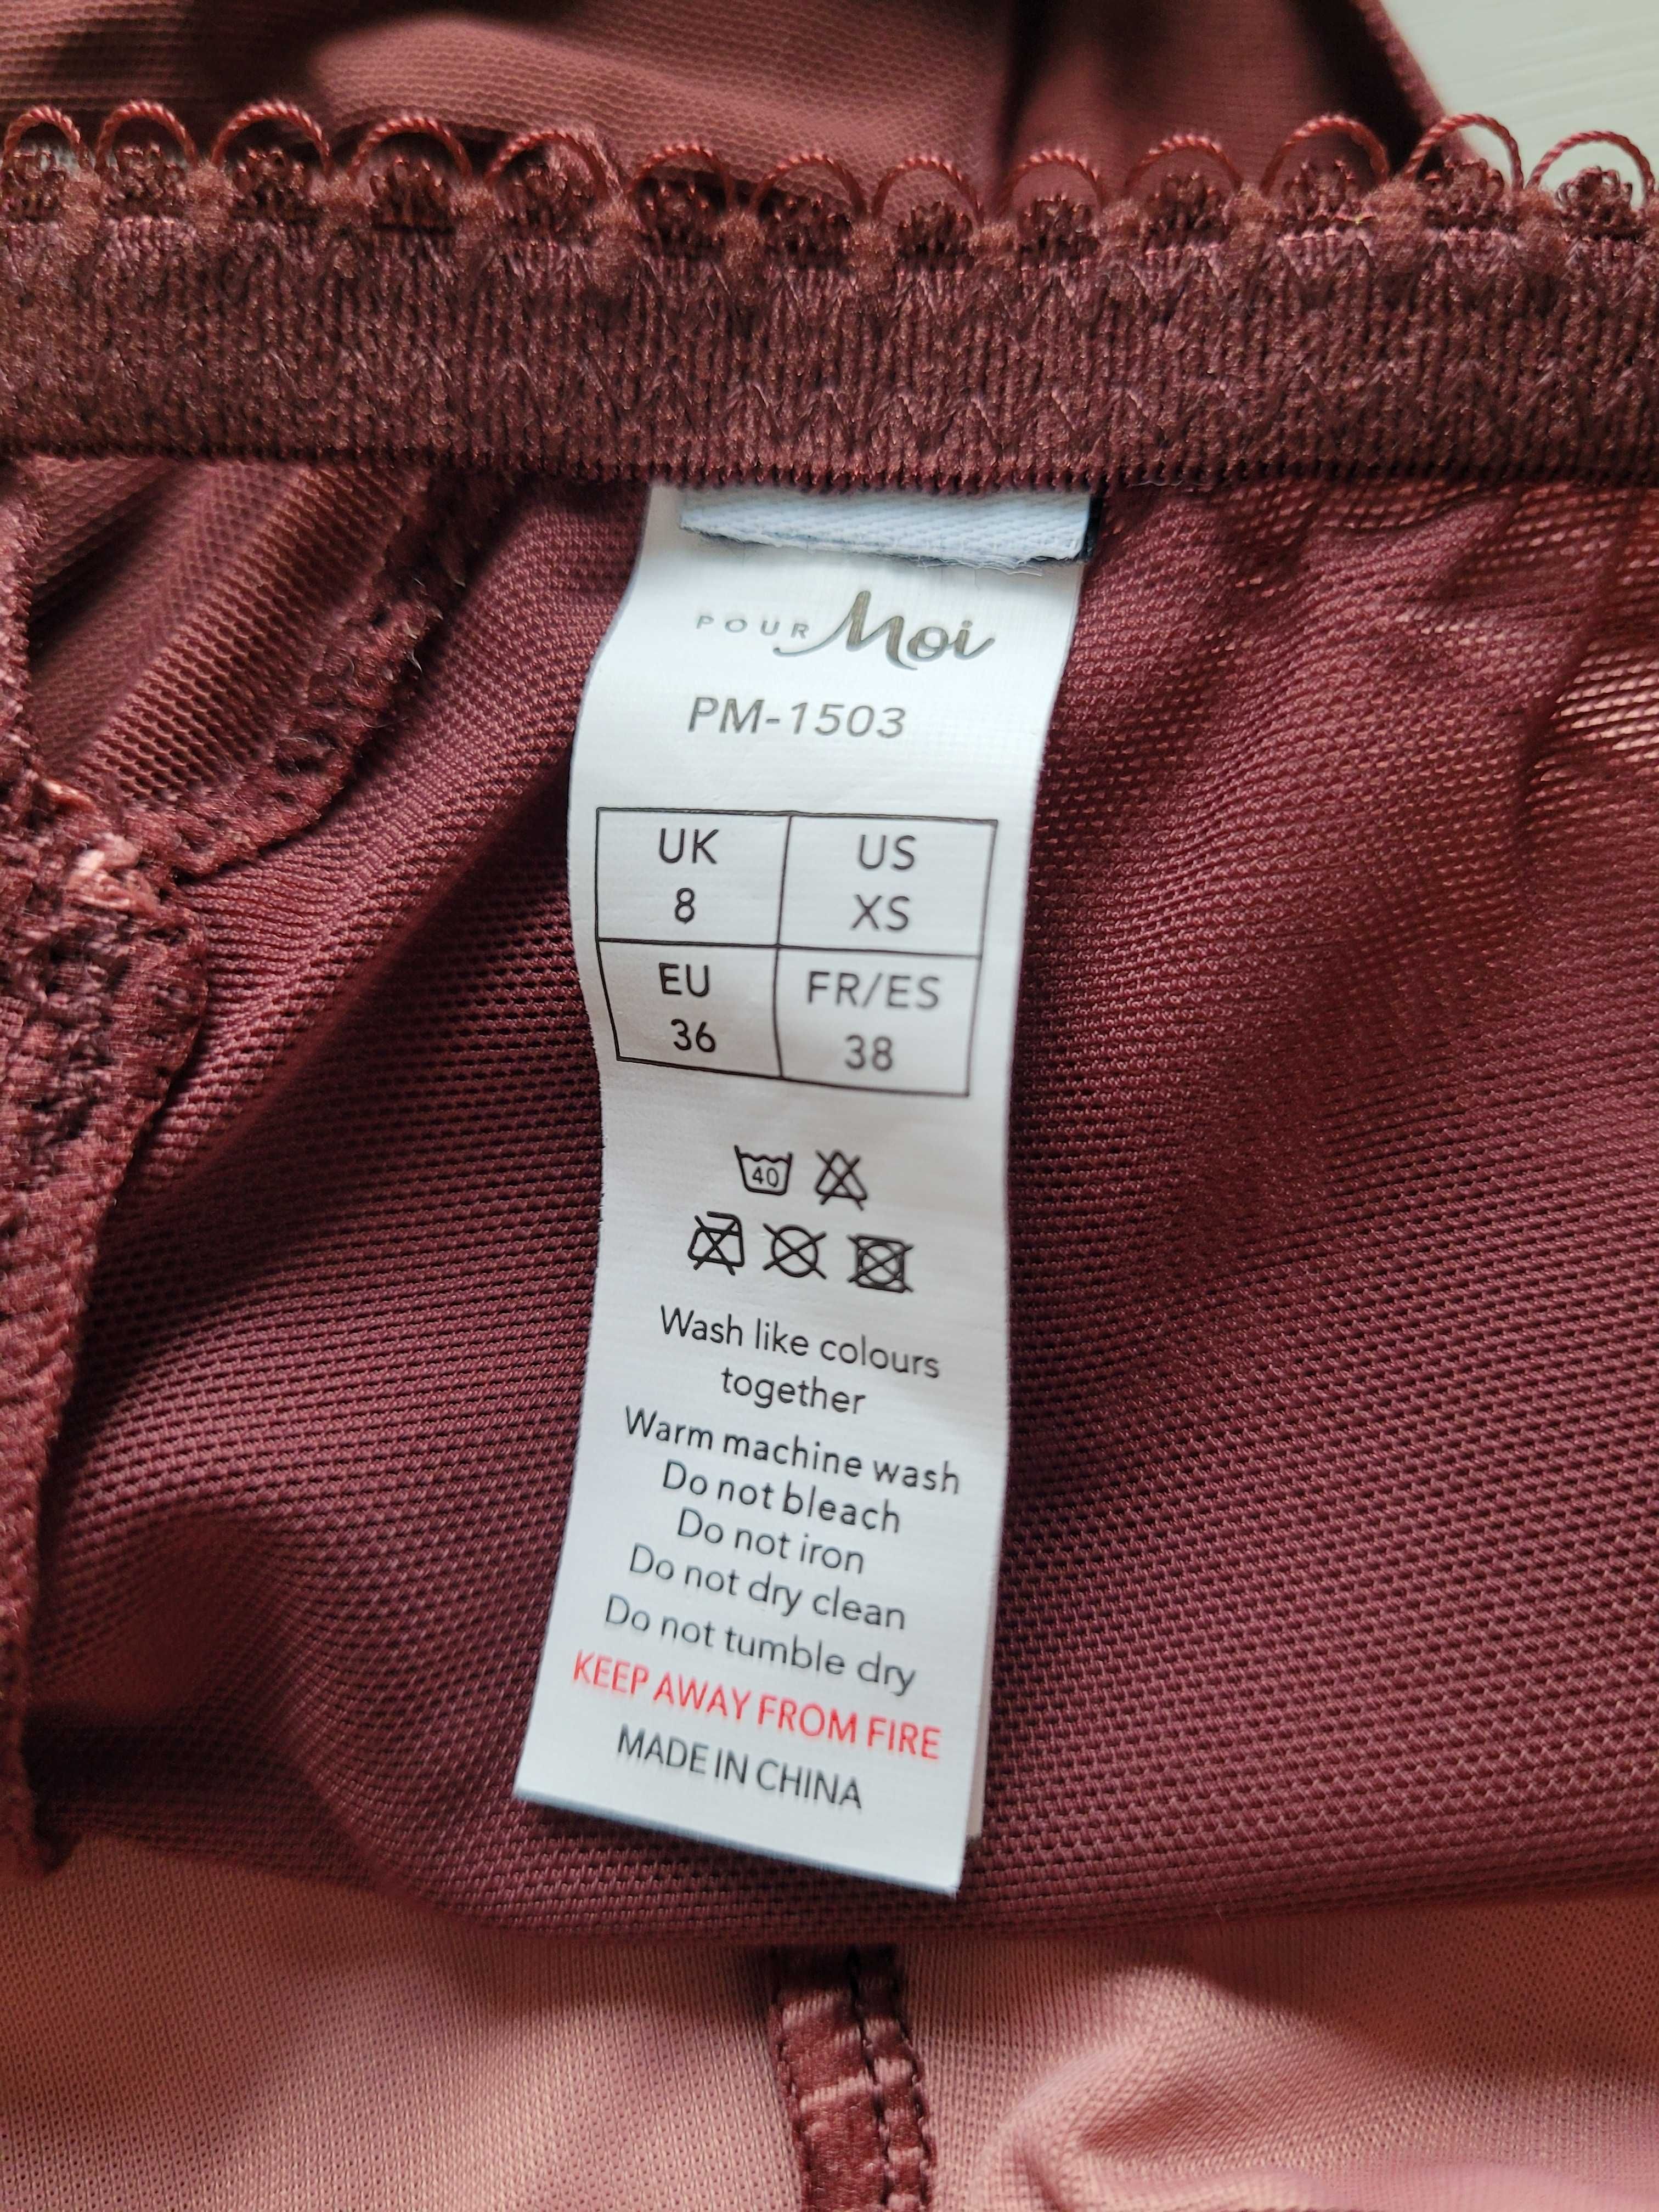 POUR Moi
PM-1503
UK US
8 XS
EU FR/ES
36 38
40
Wash like colours
together
Warm machine wash
Do not bleach
Do not iron
Do not dry clean
Do not tumble dry
KEEP AWAY FROM FIRE
MADE IN CHINA